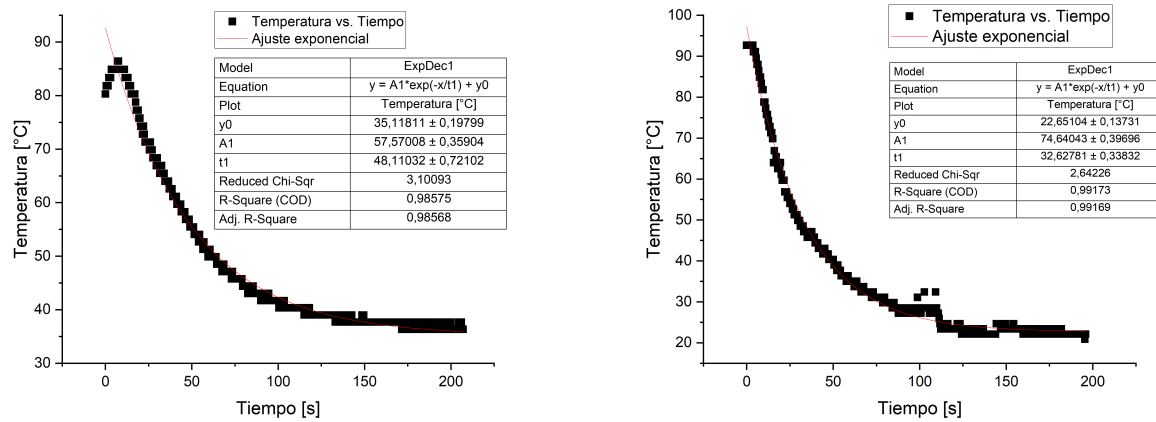 Temperatura vs. Tiempo
Ajuste exponencial
Model ExpDec1
Equation y = A1*exp(-x/t1) + y0
Plot Temperatura [°C]
y0 35,11811 ± 0,19799
A1 57,57008 ± 0,35904
t1 48,11032 ± 0,72102
Reduced Chi-Sqr 3,10093
R-Square (COD) 0,98575
Adj. R-Square 0,98568
Temperatura [°C]
90
80
70
60
50
40
30
0 50 100 150 200
Tiempo [s]
Temperatura vs. Tiempo
Ajuste exponencial
Model ExpDec1
Equation y = A1*exp(-x/t1) + y0
Plot Temperatura [°C]
y0 22,65104 ± 0,13731
A1 74,64043 ± 0,39696
t1 32,62781 ± 0,33832
Reduced Chi-Sqr 2,64226
R-Square (COD) 0,99173
Adj. R-Square 0,99169
Temperatura [°C]
100
90
80
70
60
50
40
30
20
0 50 100 150 200
Tiempo [s]